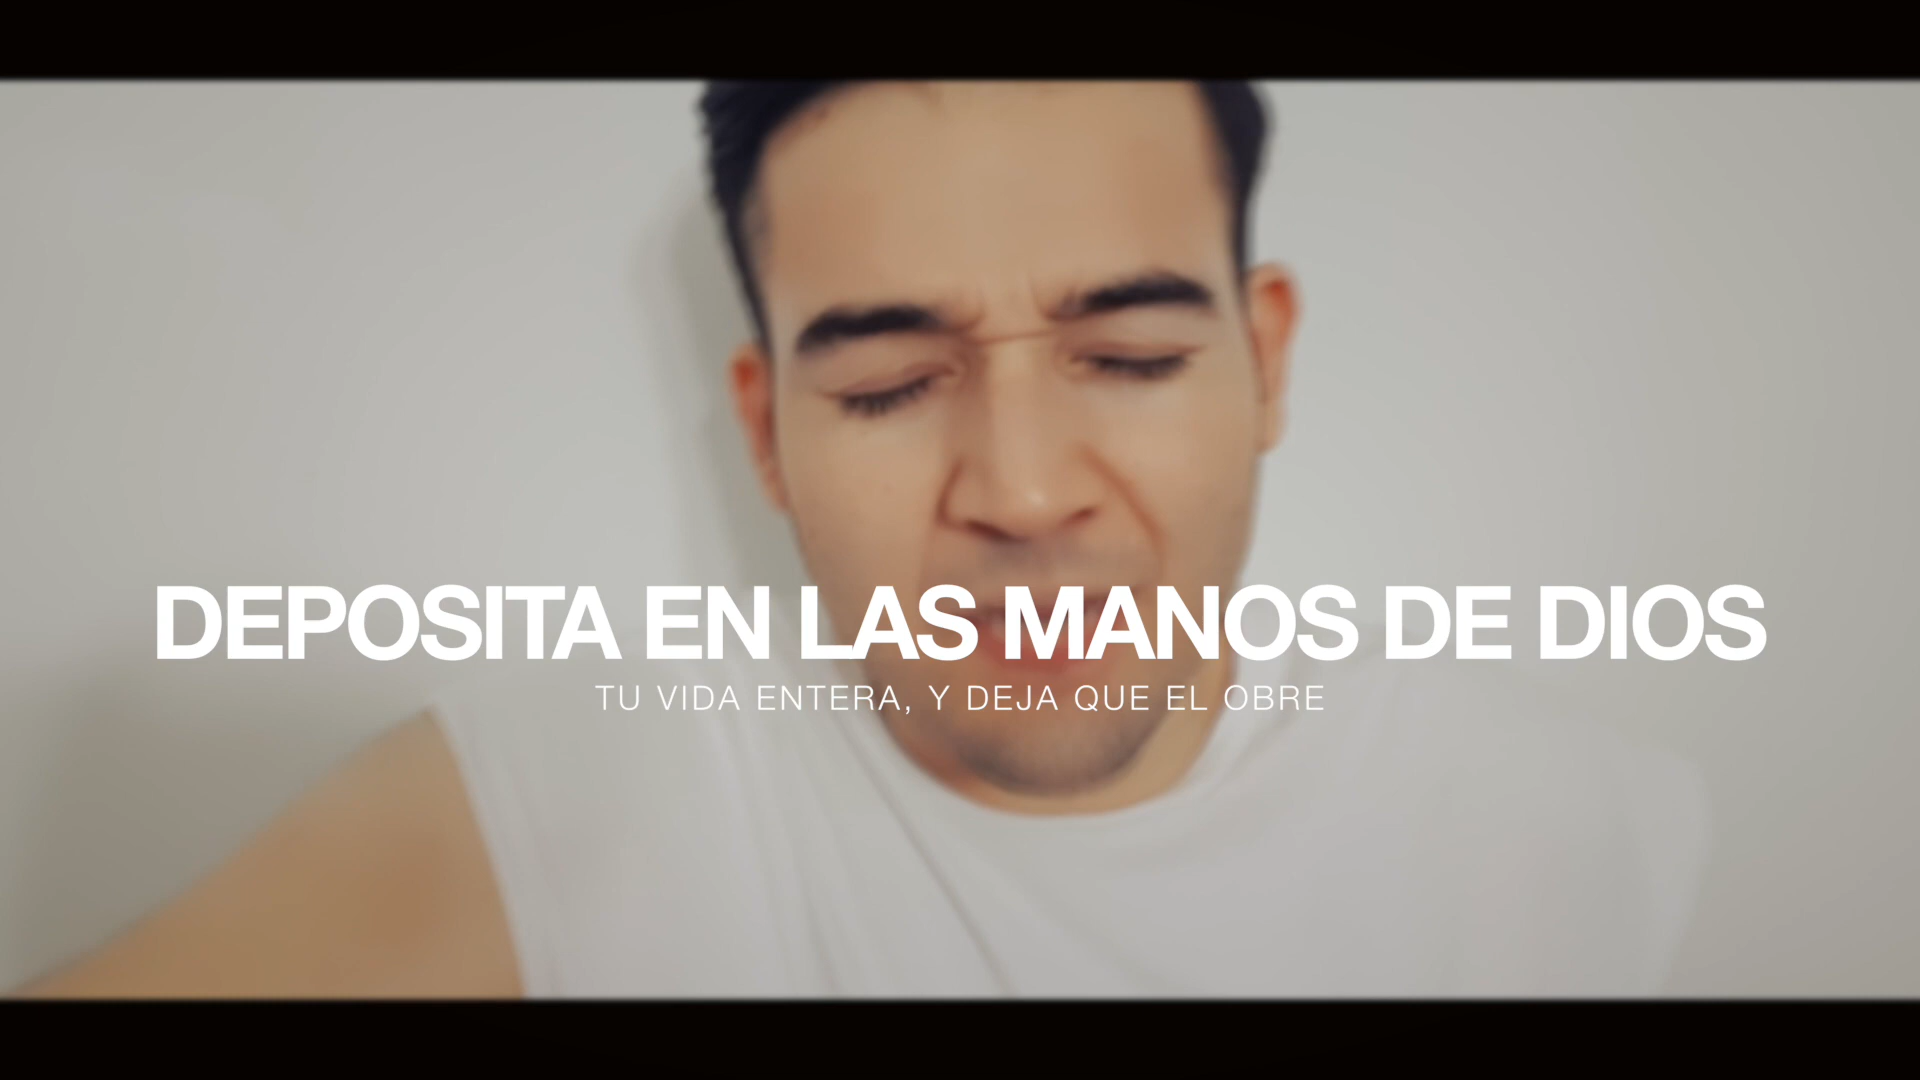 DEPOSITA EN LAS MANOS DE DIOS
TU VIDA ENTERA, Y DEJA QUE EL OBRE